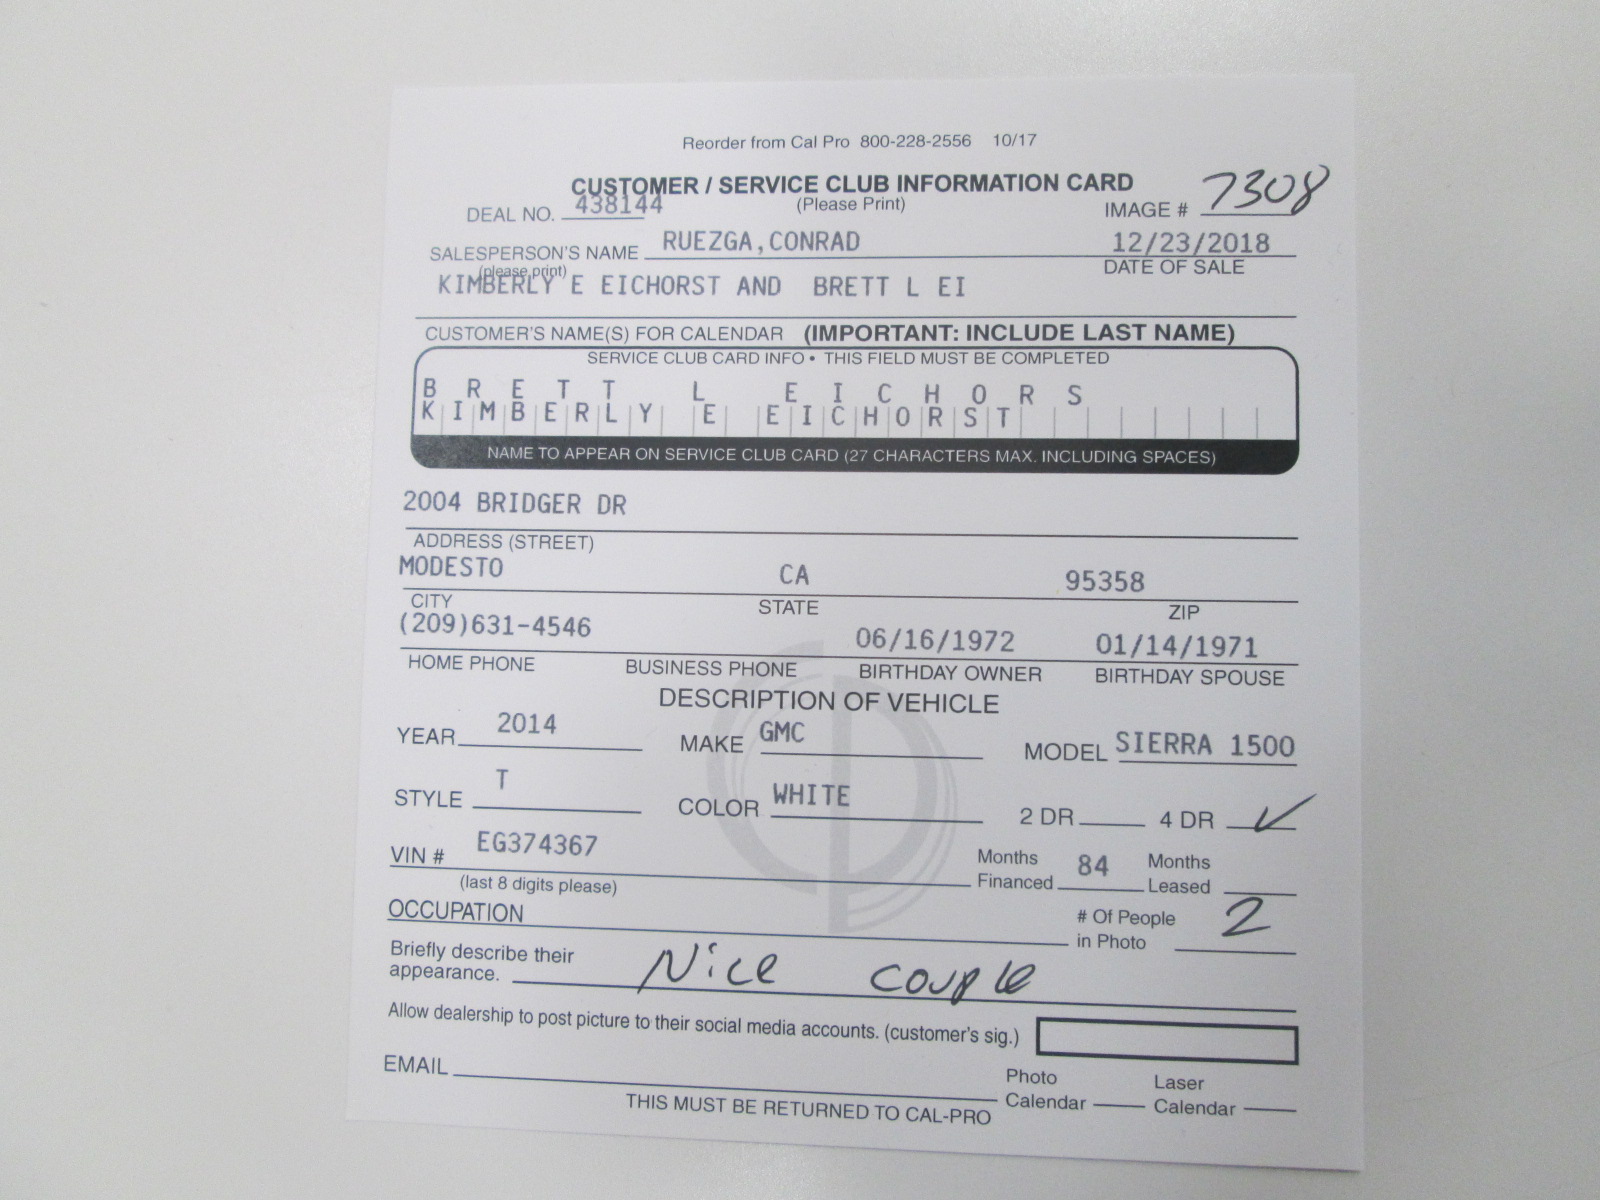 Reorder from Cal Pro 800-228-2556 10/17
CUSTOMER / SERVICE CLUB INFORMATION CARD
DEAL NO. 438144 (Please Print) IMAGE # 7308
SALESPERSON'S NAME RUEZGA,CONRAD 12/23/2018
(please print) DATE OF SALE
KIMBERLY E EICHORST AND BRETT L EI
CUSTOMER'S NAME(S) FOR CALENDAR (IMPORTANT: INCLUDE LAST NAME)
SERVICE CLUB CARD INFO • THIS FIELD MUST BE COMPLETED
BRETT L EICHORS
KIMBERLY E EICHORST
NAME TO APPEAR ON SERVICE CLUB CARD (27 CHARACTERS MAX. INCLUDING SPACES)
2004 BRIDGER DR
ADDRESS (STREET)
MODESTO CA 95358
CITY STATE ZIP
(209)631-4546 06/16/1972 01/14/1971
HOME PHONE BUSINESS PHONE BIRTHDAY OWNER BIRTHDAY SPOUSE
DESCRIPTION OF VEHICLE
YEAR 2014 MAKE GMC MODEL SIERRA 1500
STYLE T COLOR WHITE 2 DR 4 DR ✓
VIN # EG374367 Months Financed 84 Months Leased
(last 8 digits please)
OCCUPATION # Of People in Photo 2
Briefly describe their appearance. Nice couple
Allow dealership to post picture to their social media accounts. (customer's sig.)
EMAIL Photo Calendar Laser Calendar
THIS MUST BE RETURNED TO CAL-PRO